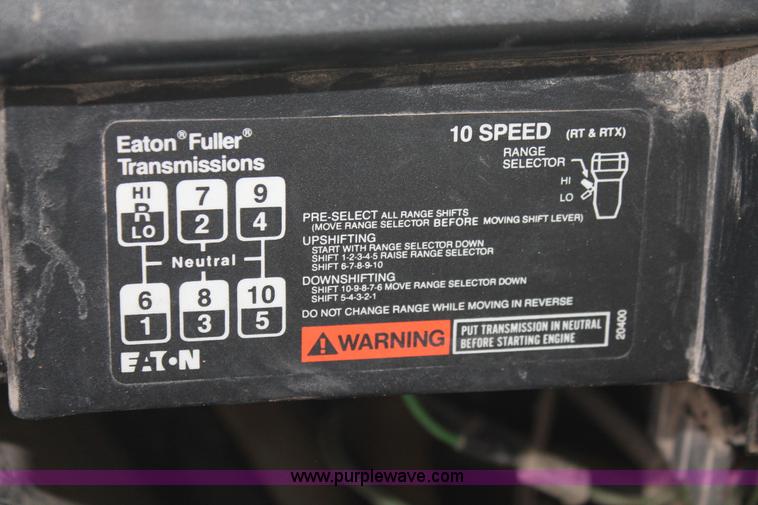 Eaton® Fuller®
Transmissions
10 SPEED (RT & RTX)
RANGE
SELECTOR
HI
LO
HI
R
LO
7
2
9
4
Neutral
6
1
8
3
10
5
EATON
PRE-SELECT ALL RANGE SHIFTS
(MOVE RANGE SELECTOR BEFORE MOVING SHIFT LEVER)
UPSHIFTING
START WITH RANGE SELECTOR DOWN
SHIFT 1-2-3-4-5 RAISE RANGE SELECTOR
SHIFT 6-7-8-9-10
DOWNSHIFTING
SHIFT 10-9-8-7-6 MOVE RANGE SELECTOR DOWN
SHIFT 5-4-3-2-1
DO NOT CHANGE RANGE WHILE MOVING IN REVERSE
WARNING
PUT TRANSMISSION IN NEUTRAL
BEFORE STARTING ENGINE
20400
www.purplewave.com